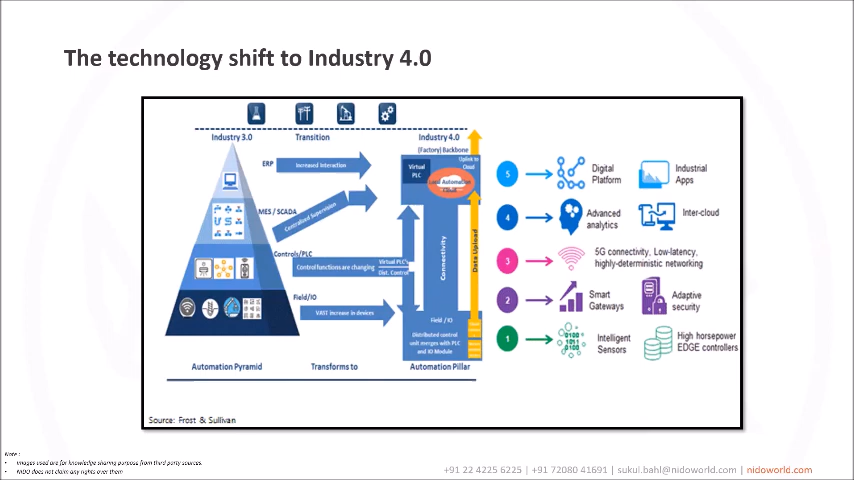 The technology shift to Industry 4.0
Industry 3.0
Transition
Industry 4.0
(Factory) Backbone
ERP
Increased Interaction
Virtual
PLC
Uplink to
Cloud
Automation
MES / SCADA
Centralized Supervision
Controls/PLC
Control functions are changing
Virtual PLC's
Dist. Control
Connectivity
Data Upload
Field/IO
VAST increase in devices
Field / IO
Distributed control
unit merges with PLC
and IO Module
Automation Pyramid
Transforms to
Automation Pillar
5
Digital
Platform
Industrial
Apps
4
Advanced
analytics
Inter-cloud
3
5G connectivity, Low-latency,
highly-deterministic networking
2
Smart
Gateways
Adaptive
security
1
0100
1011
0100
Intelligent
Sensors
High horsepower
EDGE controllers
Source: Frost & Sullivan
Note :
• Images used are for knowledge sharing purpose from third party sources.
• NIDO does not claim any rights over them
+91 22 4225 6225 | +91 72080 41691 | sukul.bahl@nidoworld.com | nidoworld.com